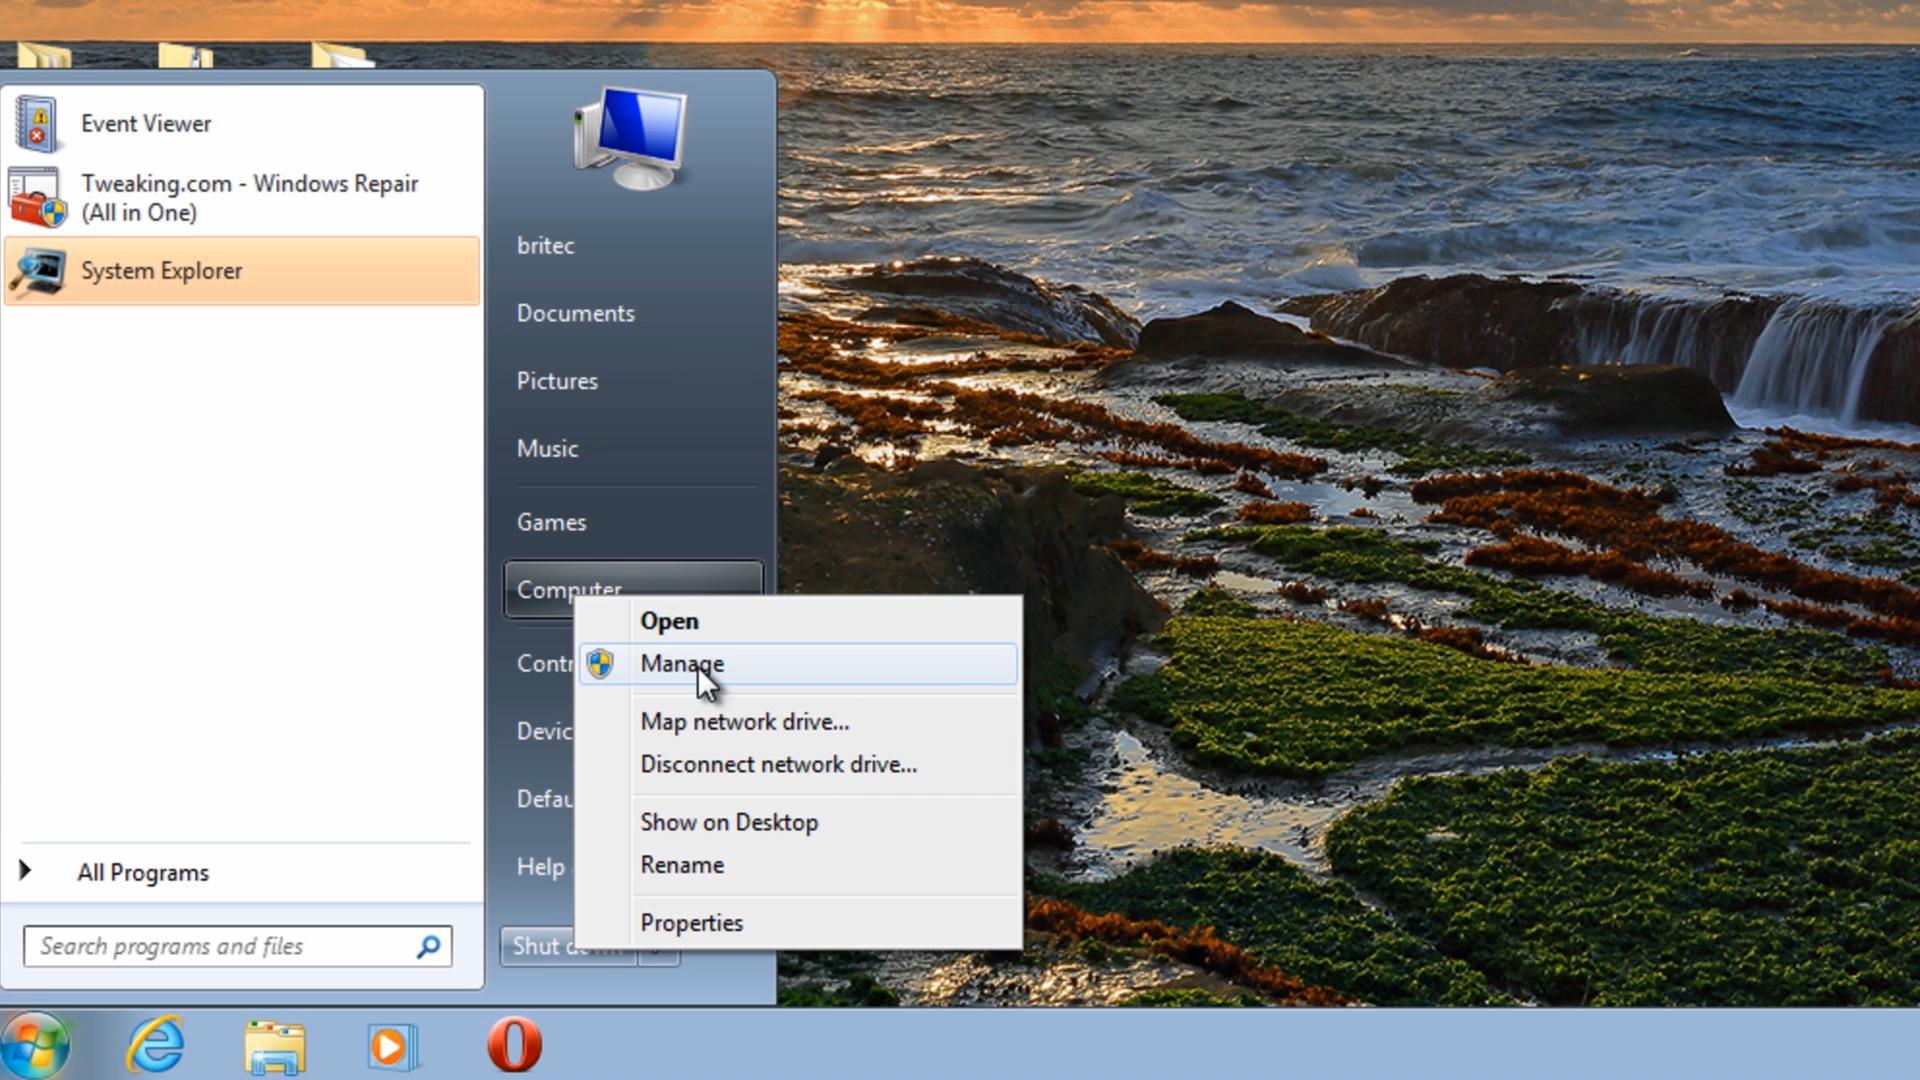 Event Viewer
Tweaking.com - Windows Repair
(All in One)
System Explorer
All Programs
Search programs and files
britec
Documents
Pictures
Music
Games
Computer
Contr
Devic
Defau
Help
Shut down
Open
Manage
Map network drive...
Disconnect network drive...
Show on Desktop
Rename
Properties